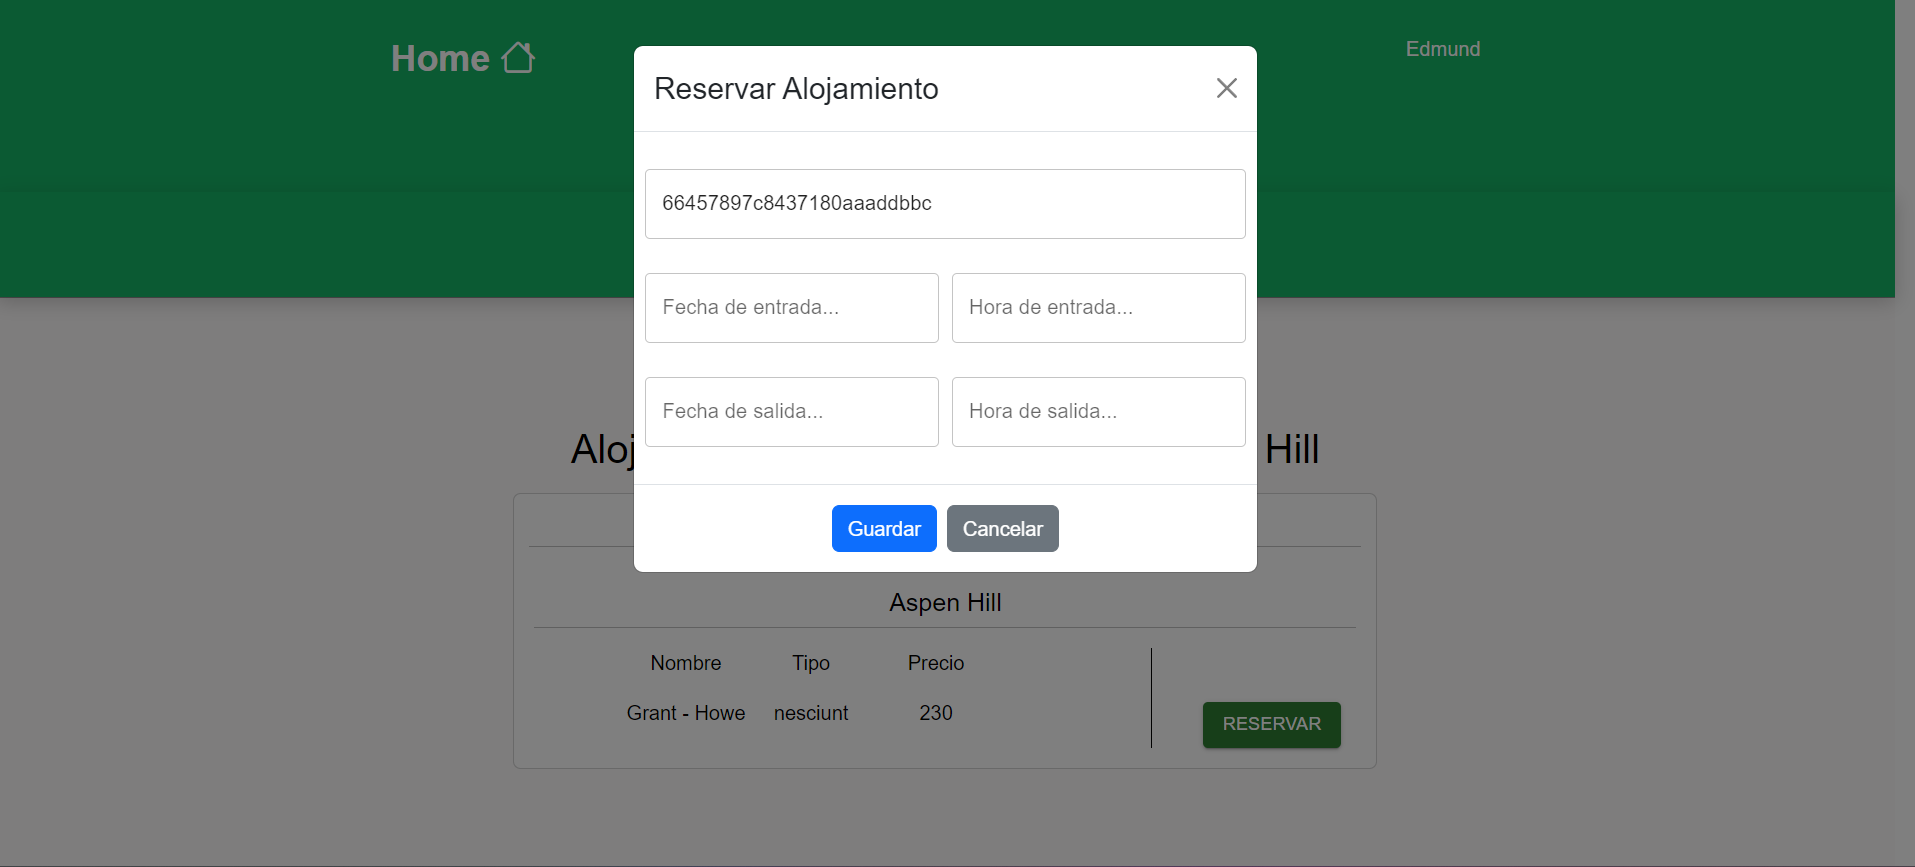 Home
Edmund
Reservar Alojamiento
66457897c8437180aaaddbbc
Fecha de entrada... Hora de entrada...
Fecha de salida... Hora de salida...
Hill
Guardar Cancelar
Aspen Hill
Nombre Tipo Precio
Grant - Howe nesciunt 230
RESERVAR